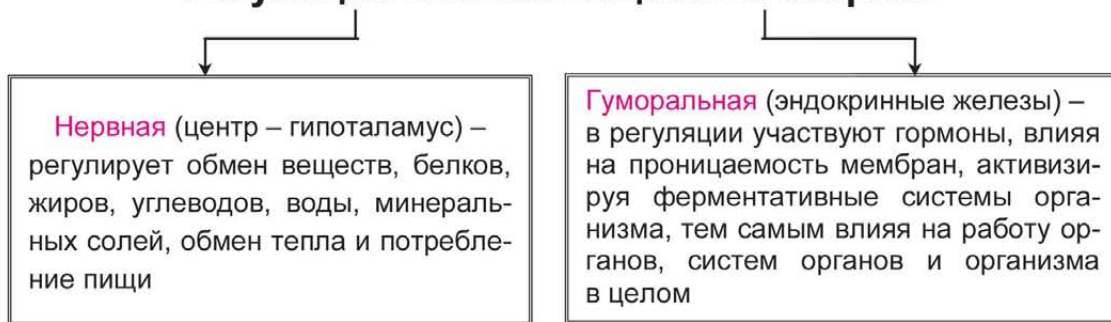 Нервная (центр – гипоталамус) –
регулирует обмен веществ, белков,
жиров, углеводов, воды, минераль-
ных солей, обмен тепла и потребле-
ние пищи
Гуморальная (эндокринные железы) –
в регуляции участвуют гормоны, влияя
на проницаемость мембран, активизи-
руя ферментативные системы орга-
низма, тем самым влияя на работу ор-
ганов, систем органов и организма
в целом